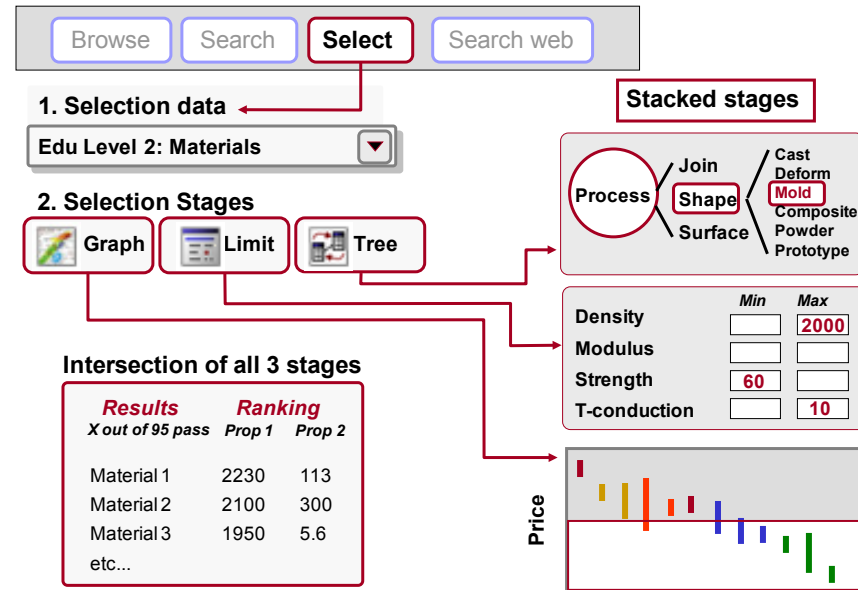 Browse
Search
Select
Search web
1. Selection data
Edu Level 2: Materials
2. Selection Stages
Graph
Limit
Tree
Intersection of all 3 stages
Results Ranking
X out of 95 pass Prop 1 Prop 2
Material 1 2230 113
Material 2 2100 300
Material 3 1950 5.6
etc...
Stacked stages
Process
Join
Shape
Surface
Cast
Deform
Mold
Composite
Powder
Prototype
Min Max
Density 2000
Modulus
Strength 60
T-conduction 10
Price